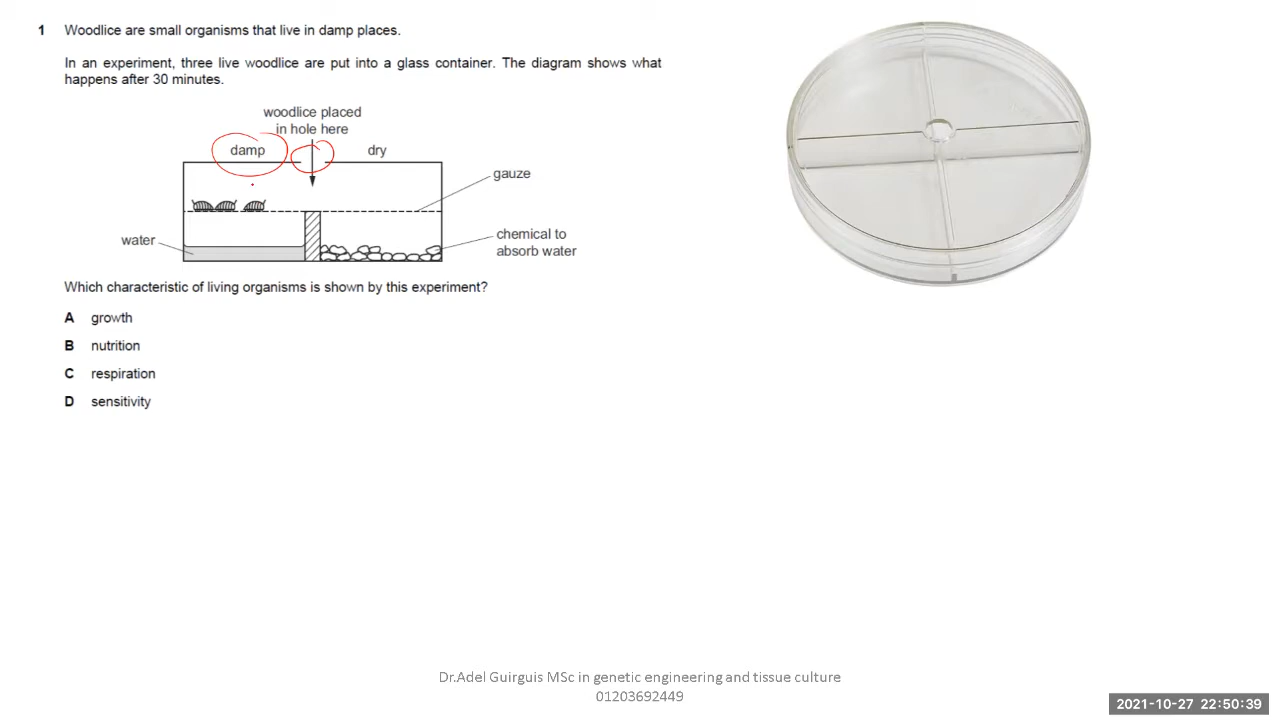 1 Woodlice are small organisms that live in damp places.
In an experiment, three live woodlice are put into a glass container. The diagram shows what
happens after 30 minutes.
woodlice placed
in hole here
damp
dry
gauze
water
chemical to
absorb water
Which characteristic of living organisms is shown by this experiment?
A growth
B nutrition
C respiration
D sensitivity
Dr.Adel Guirguis MSc in genetic engineering and tissue culture
01203692449
2021-10-27 22:50:39